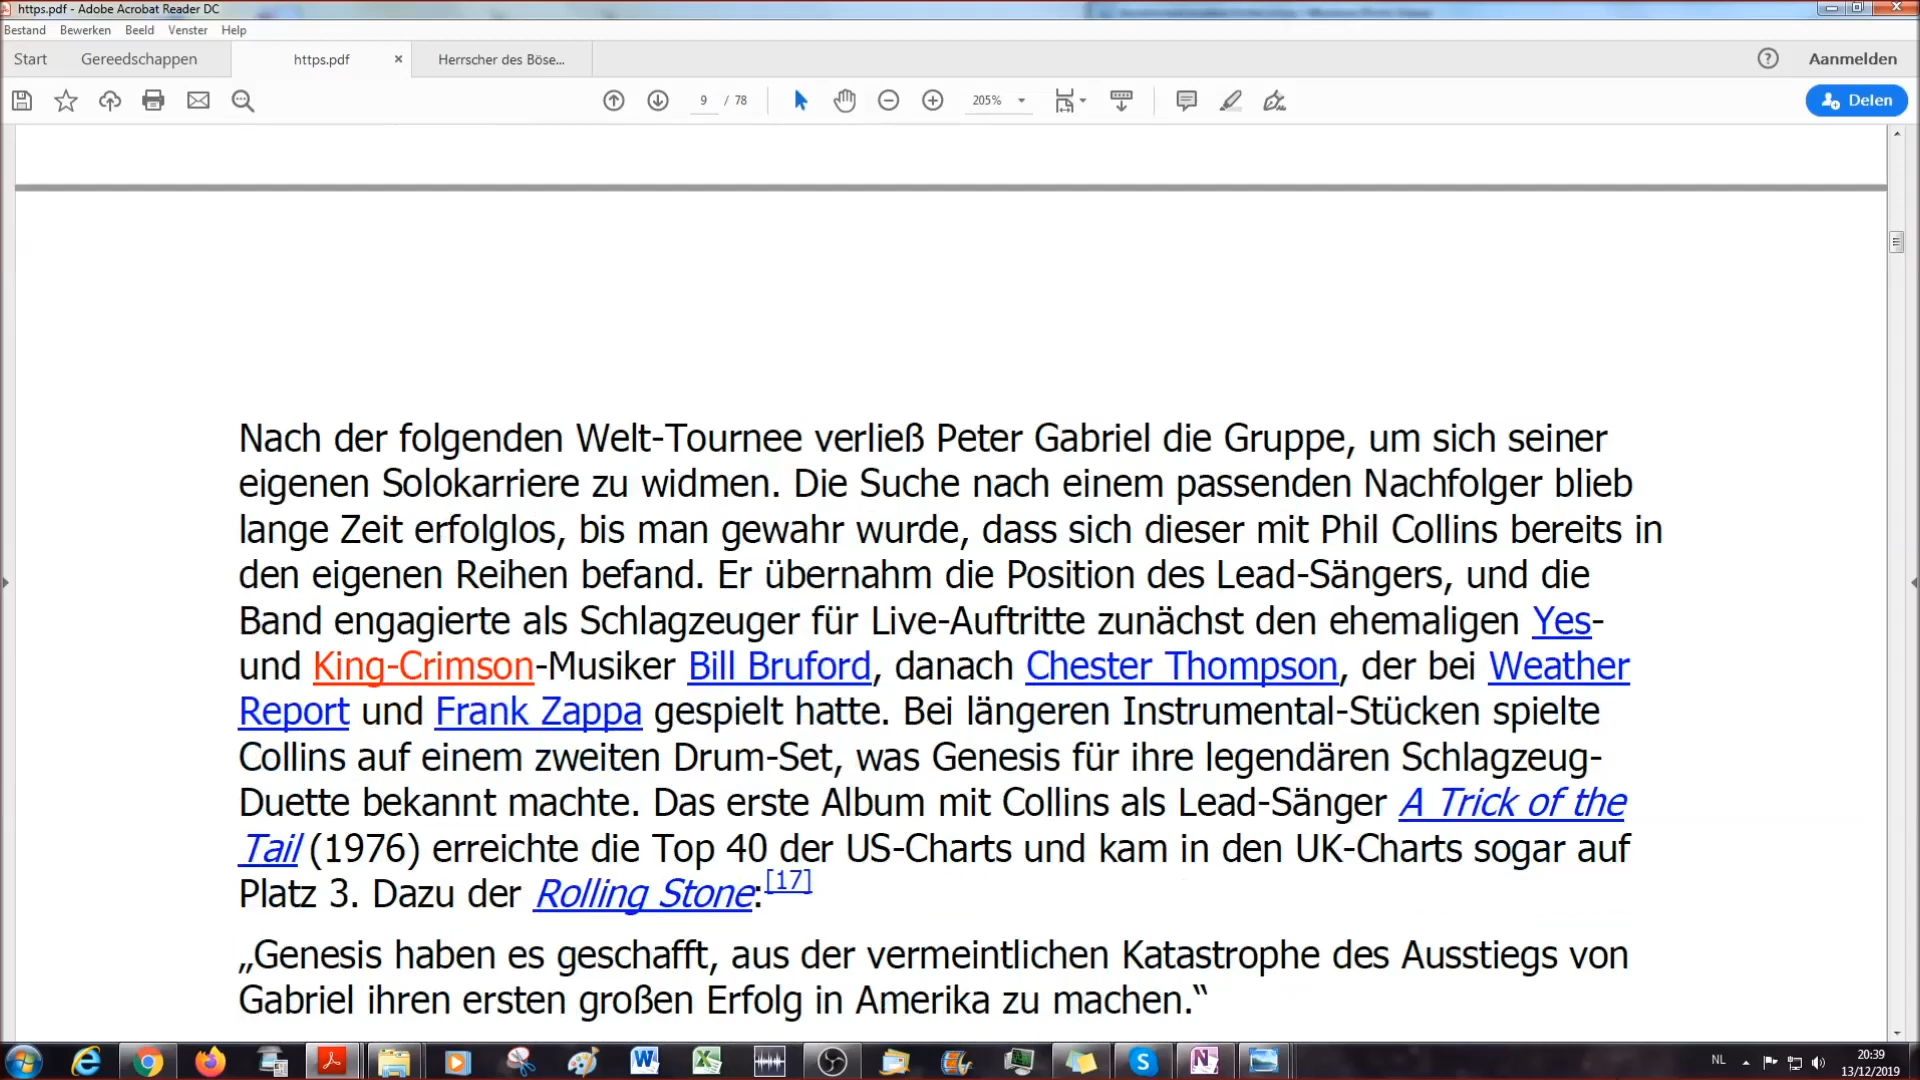 https.pdf - Adobe Acrobat Reader DC
Bestand Bewerken Beeld Venster Help
Start Gereedschappen https.pdf × Herrscher des Böse... ? Aanmelden
9 / 78 205% Delen
Nach der folgenden Welt-Tournee verließ Peter Gabriel die Gruppe, um sich seiner
eigenen Solokarriere zu widmen. Die Suche nach einem passenden Nachfolger blieb
lange Zeit erfolglos, bis man gewahr wurde, dass sich dieser mit Phil Collins bereits in
den eigenen Reihen befand. Er übernahm die Position des Lead-Sängers, und die
Band engagierte als Schlagzeuger für Live-Auftritte zunächst den ehemaligen Yes-
und King-Crimson-Musiker Bill Bruford, danach Chester Thompson, der bei Weather
Report und Frank Zappa gespielt hatte. Bei längeren Instrumental-Stücken spielte
Collins auf einem zweiten Drum-Set, was Genesis für ihre legendären Schlagzeug-
Duette bekannt machte. Das erste Album mit Collins als Lead-Sänger A Trick of the
Tail (1976) erreichte die Top 40 der US-Charts und kam in den UK-Charts sogar auf
Platz 3. Dazu der Rolling Stone:[17]
„Genesis haben es geschafft, aus der vermeintlichen Katastrophe des Ausstiegs von
Gabriel ihren ersten großen Erfolg in Amerika zu machen.“
NL 20:39
13/12/2019